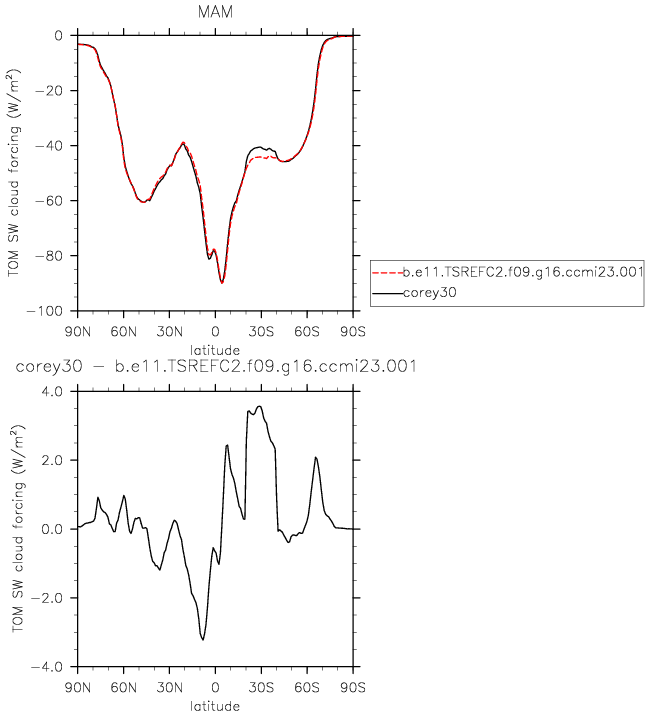 MAM
TOM SW cloud forcing (W/m²)
0
−20
−40
−60
−80
−100
90N 60N 30N 0 30S 60S 90S
latitude
b.e11.TSREFC2.f09.g16.ccmi23.001
corey30
corey30 − b.e11.TSREFC2.f09.g16.ccmi23.001
TOM SW cloud forcing (W/m²)
4.0
2.0
0.0
−2.0
−4.0
90N 60N 30N 0 30S 60S 90S
latitude